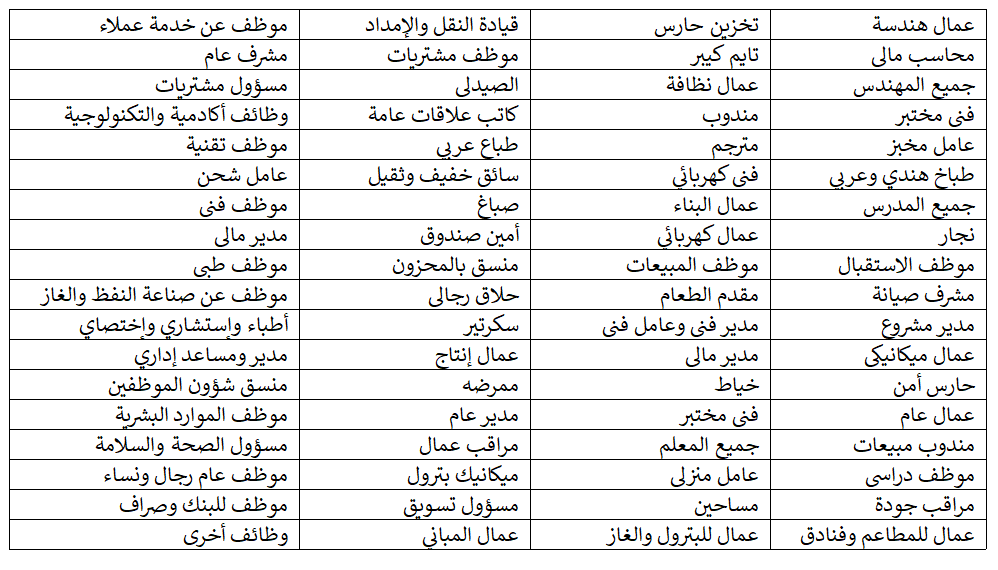 عمال هندسة تخزين حارس قيادة النقل والإمداد موظف عن خدمة عملاء
محاسب مالى تايم كيبر موظف مشتريات مشرف عام
جميع المهندس عمال نظافة الصيدلى مسؤول مشتريات
فنى مختبر مندوب كاتب علاقات عامة وظائف أكادمية والتكنولوجية
عامل مخبز مترجم طباع عربي موظف تقنية
طباخ هندي وعربي فنى كهربائي سائق خفيف وثقيل عامل شحن
جميع المدرس عمال البناء صباغ موظف فنى
نجار عمال كهربائي أمين صندوق مدير مالى
موظف الاستقبال موظف المبيعات منسق بالمحزون موظف طبى
مشرف صيانة مقدم الطعام حلاق رجالى موظف عن صناعة النفظ والغاز
مدير مشروع مدير فنى وعامل فنى سكرتير أطباء وإستشاري وإختصاي
عمال ميكانيكى مدير مالى عمال إنتاج مدير ومساعد إداري
حارس أمن خياط ممرضه منسق شؤون الموظفين
عمال عام فنى مختبر مدير عام موظف الموارد البشرية
مندوب مبيعات جميع المعلم مراقب عمال مسؤول الصحة والسلامة
موظف دراسى عامل منزلى ميكانيك بترول موظف عام رجال ونساء
مراقب جودة مساحين مسؤول تسويق موظف للبنك وصراف
عمال للمطاعم وفنادق عمال للبترول والغاز عمال المباني وظائف أخرى